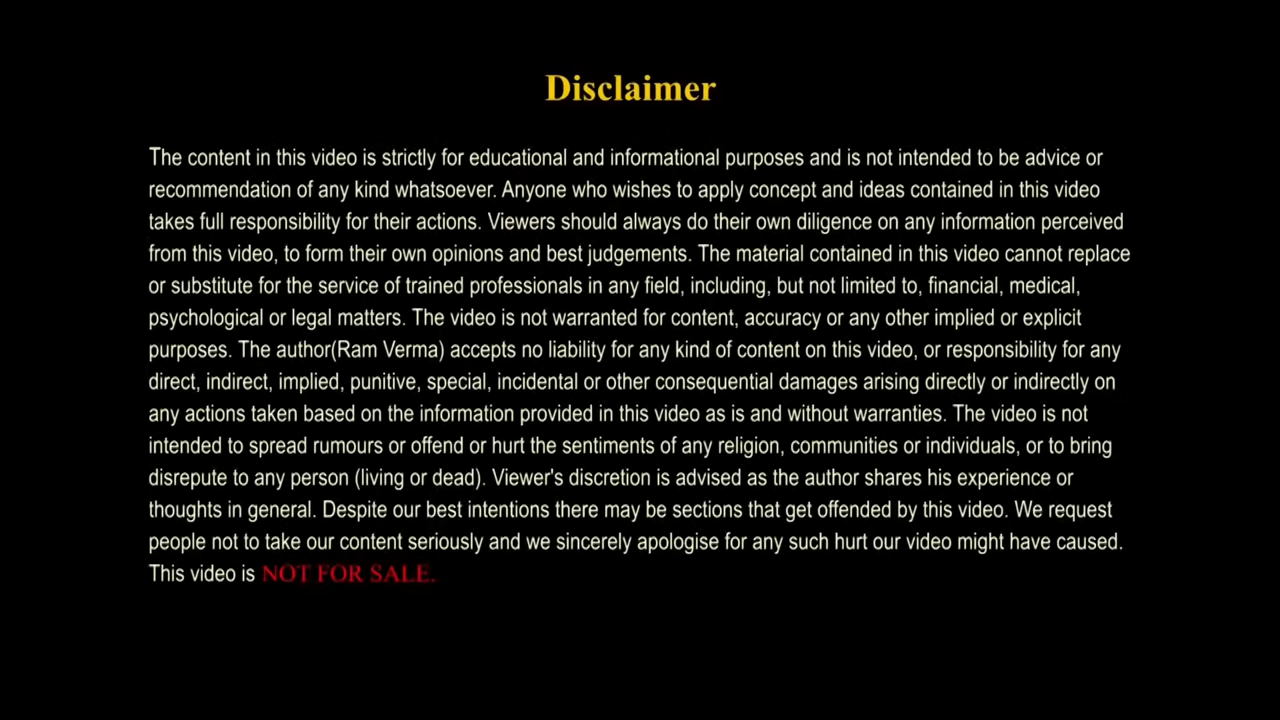 Disclaimer
The content in this video is strictly for educational and informational purposes and is not intended to be advice or
recommendation of any kind whatsoever. Anyone who wishes to apply concept and ideas contained in this video
takes full responsibility for their actions. Viewers should always do their own diligence on any information perceived
from this video, to form their own opinions and best judgements. The material contained in this video cannot replace
or substitute for the service of trained professionals in any field, including, but not limited to, financial, medical,
psychological or legal matters. The video is not warranted for content, accuracy or any other implied or explicit
purposes. The author(Ram Verma) accepts no liability for any kind of content on this video, or responsibility for any
direct, indirect, implied, punitive, special, incidental or other consequential damages arising directly or indirectly on
any actions taken based on the information provided in this video as is and without warranties. The video is not
intended to spread rumours or offend or hurt the sentiments of any religion, communities or individuals, or to bring
disrepute to any person (living or dead). Viewer's discretion is advised as the author shares his experience or
thoughts in general. Despite our best intentions there may be sections that get offended by this video. We request
people not to take our content seriously and we sincerely apologise for any such hurt our video might have caused.
This video is NOT FOR SALE.